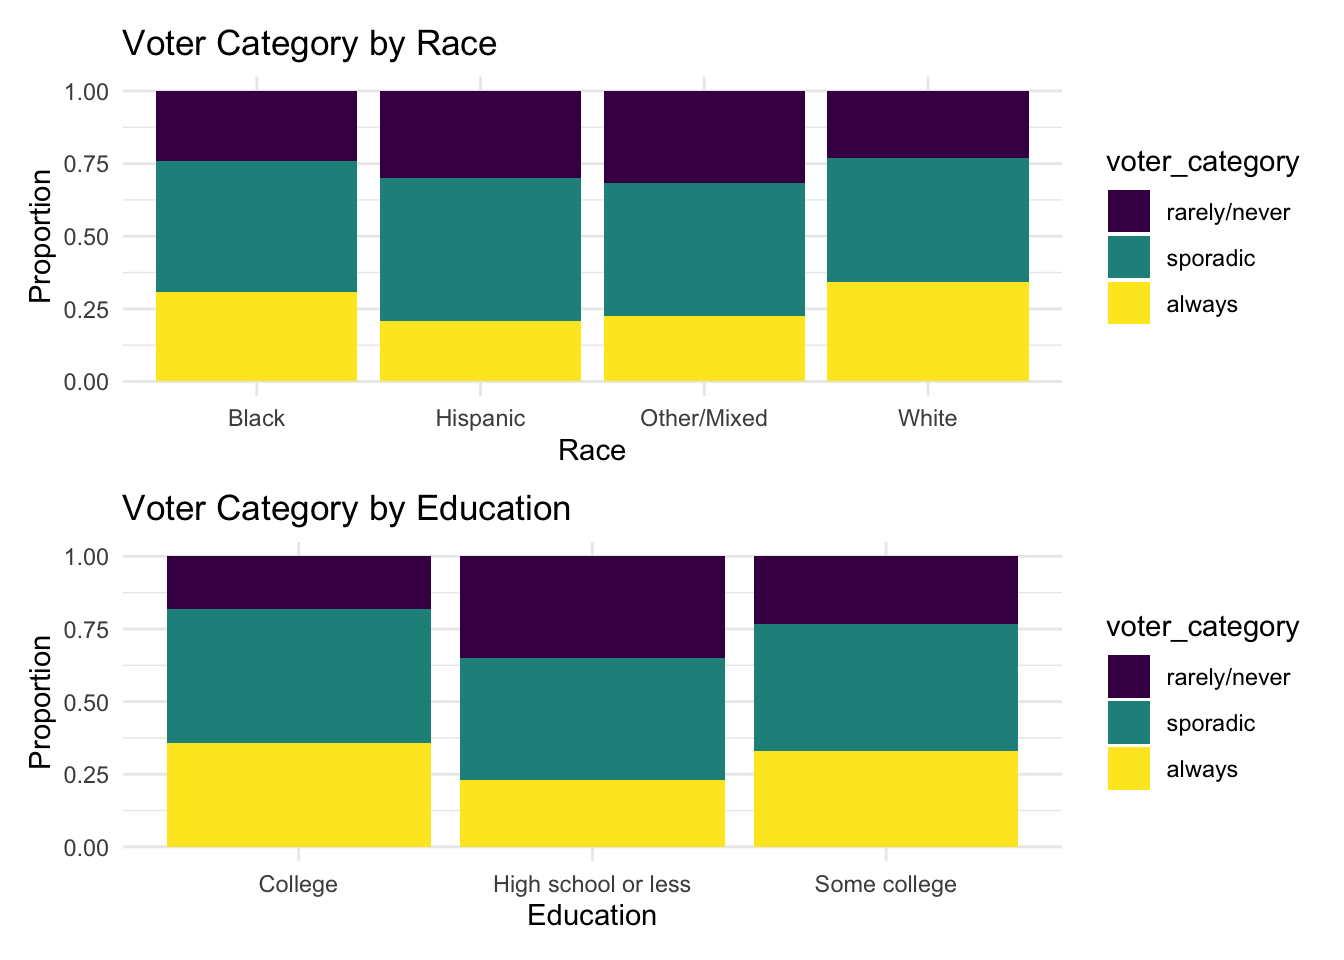 Voter Category by Race
1.00
0.75
0.50
0.25
0.00
Proportion
Black Hispanic Other/Mixed White
Race
voter_category
rarely/never
sporadic
always
Voter Category by Education
1.00
0.75
0.50
0.25
0.00
Proportion
College High school or less Some college
Education
voter_category
rarely/never
sporadic
always